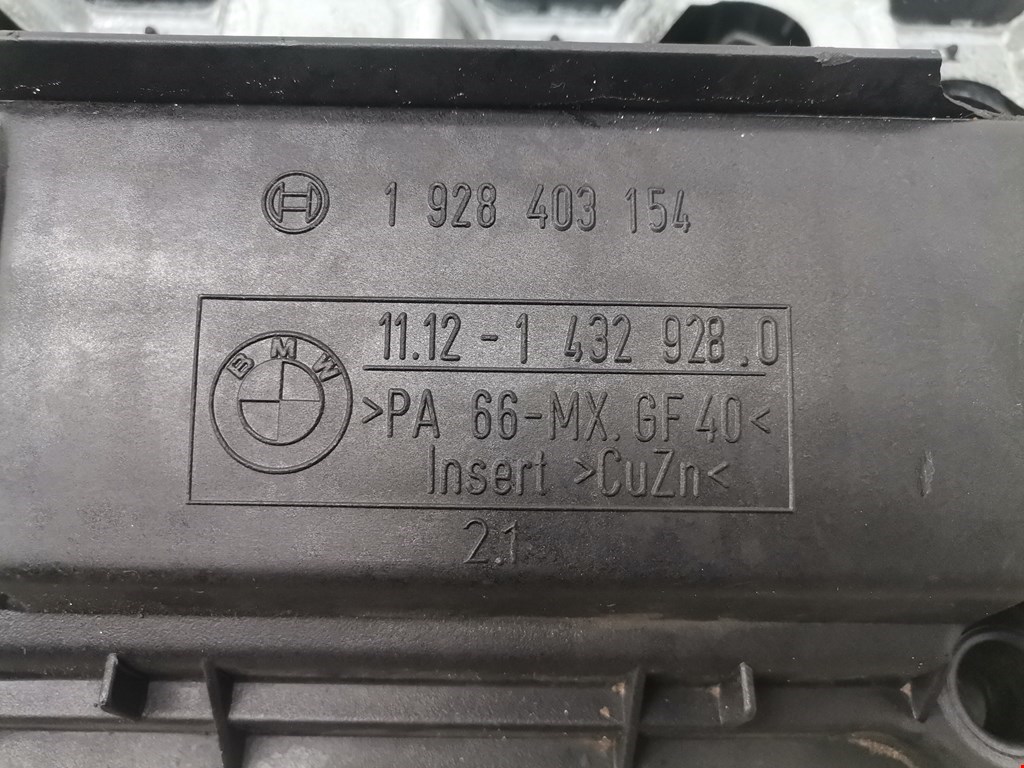 1 928 403 154
BMW
11.12 - 1 432 928.0
>PA 66-MX. GF 40<
Insert >CuZn<
2.1